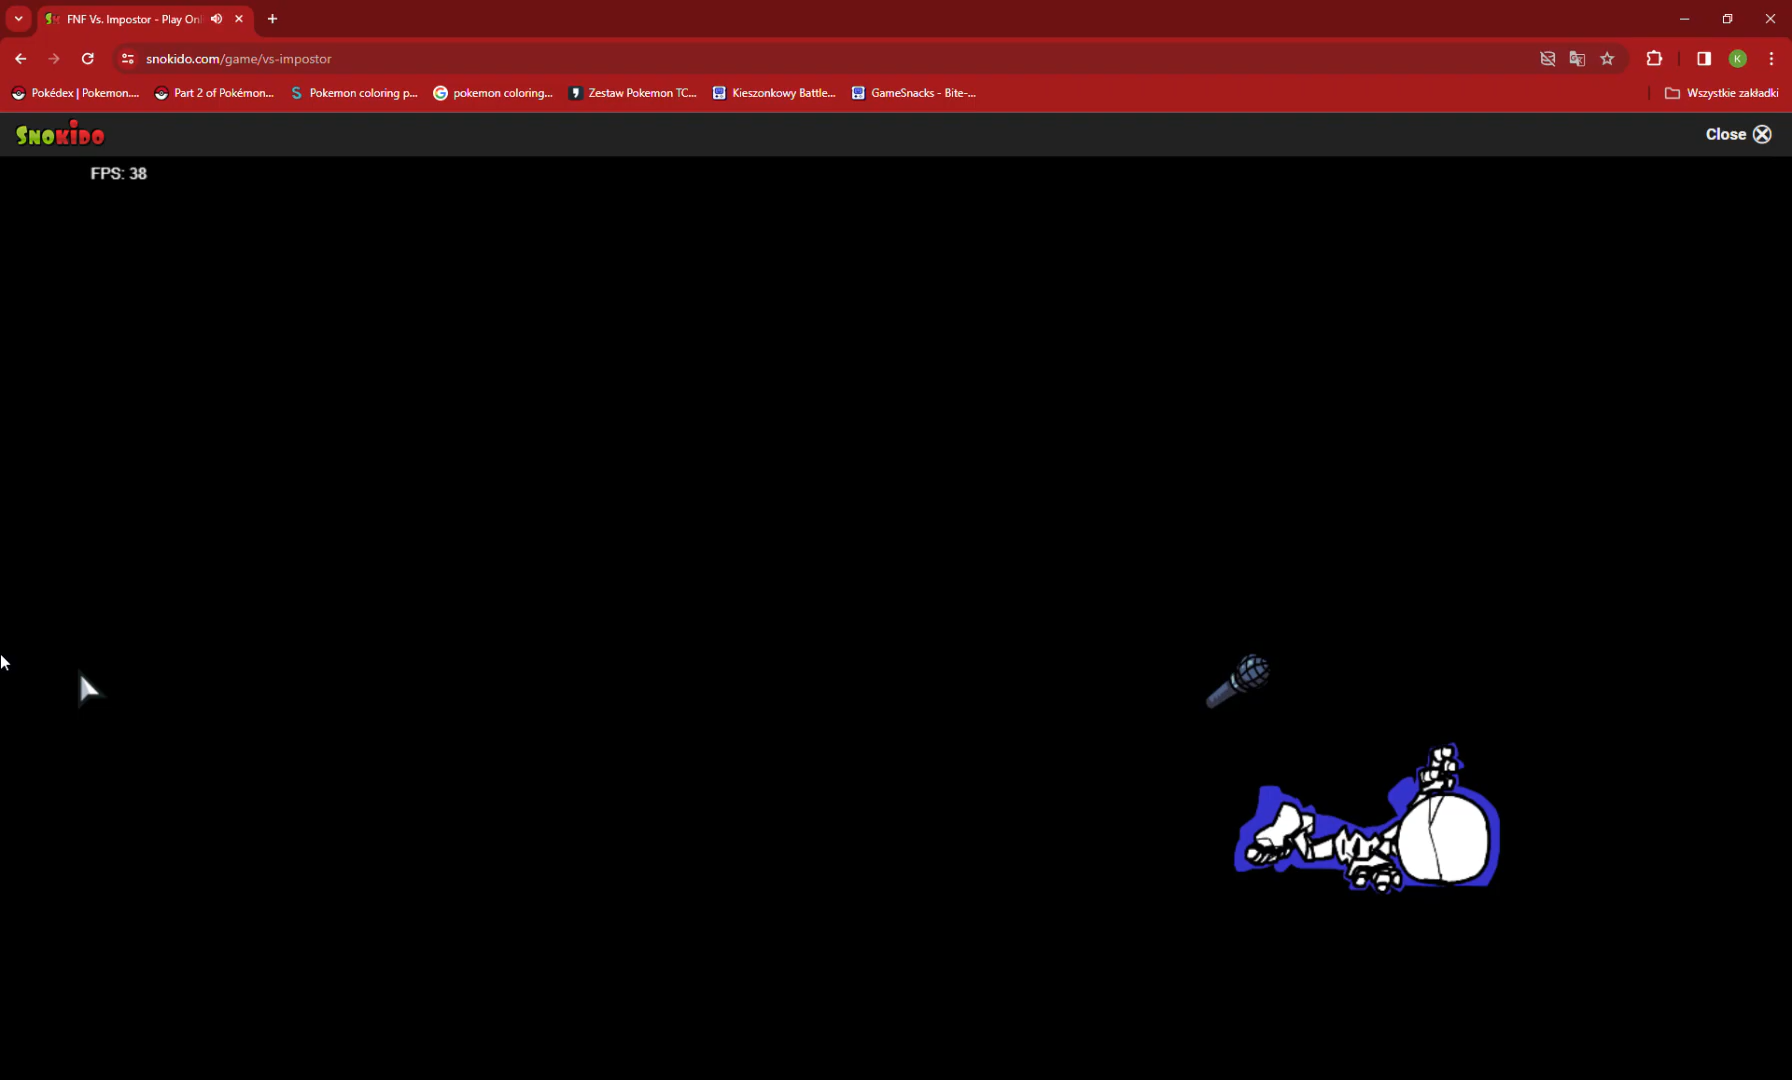 FNF Vs. Impostor - Play Onl
snokido.com/game/vs-impostor
K
Pokédex | Pokemon....
Part 2 of Pokémon...
Pokemon coloring p...
pokemon coloring...
Zestaw Pokemon TC...
Kieszonkowy Battle...
GameSnacks - Bite-...
Wszystkie zakładki
SNOKIDO
Close
FPS: 38